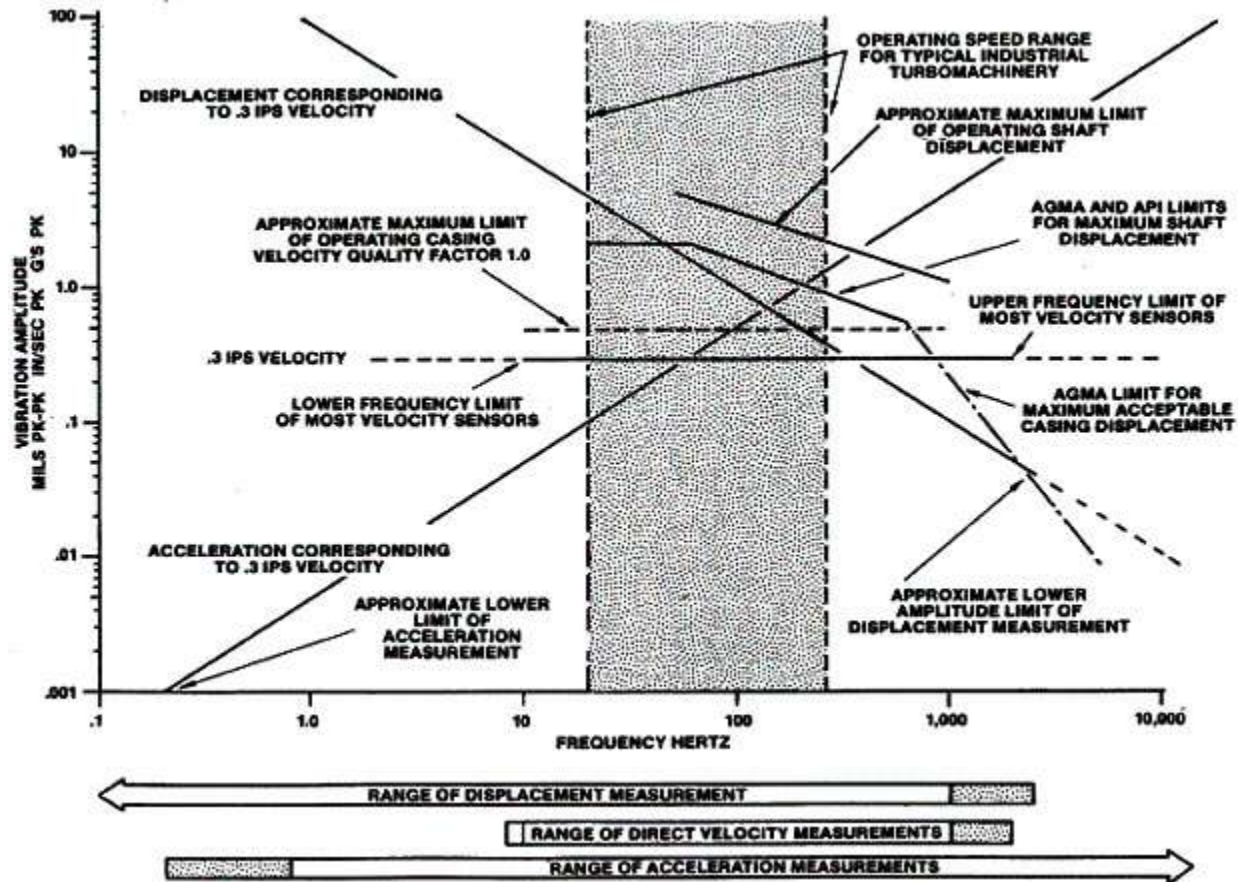 100
10
1.0
.1
.01
.001
VIBRATION AMPLITUDE
MILS PK-PK IN/SEC PK G'S PK
DISPLACEMENT CORRESPONDING
TO .3 IPS VELOCITY
OPERATING SPEED RANGE
FOR TYPICAL INDUSTRIAL
TURBOMACHINERY
APPROXIMATE MAXIMUM LIMIT
OF OPERATING SHAFT
DISPLACEMENT
APPROXIMATE MAXIMUM LIMIT
OF OPERATING CASING
VELOCITY QUALITY FACTOR 1.0
AGMA AND API LIMITS
FOR MAXIMUM SHAFT
DISPLACEMENT
UPPER FREQUENCY LIMIT OF
MOST VELOCITY SENSORS
.3 IPS VELOCITY
LOWER FREQUENCY LIMIT
OF MOST VELOCITY SENSORS
AGMA LIMIT FOR
MAXIMUM ACCEPTABLE
CASING DISPLACEMENT
ACCELERATION CORRESPONDING
TO .3 IPS VELOCITY
APPROXIMATE LOWER
LIMIT OF
ACCELERATION
MEASUREMENT
APPROXIMATE LOWER
AMPLITUDE LIMIT OF
DISPLACEMENT MEASUREMENT
.1
1.0
10
100
1,000
10,000
FREQUENCY HERTZ
RANGE OF DISPLACEMENT MEASUREMENT
RANGE OF DIRECT VELOCITY MEASUREMENTS
RANGE OF ACCELERATION MEASUREMENTS